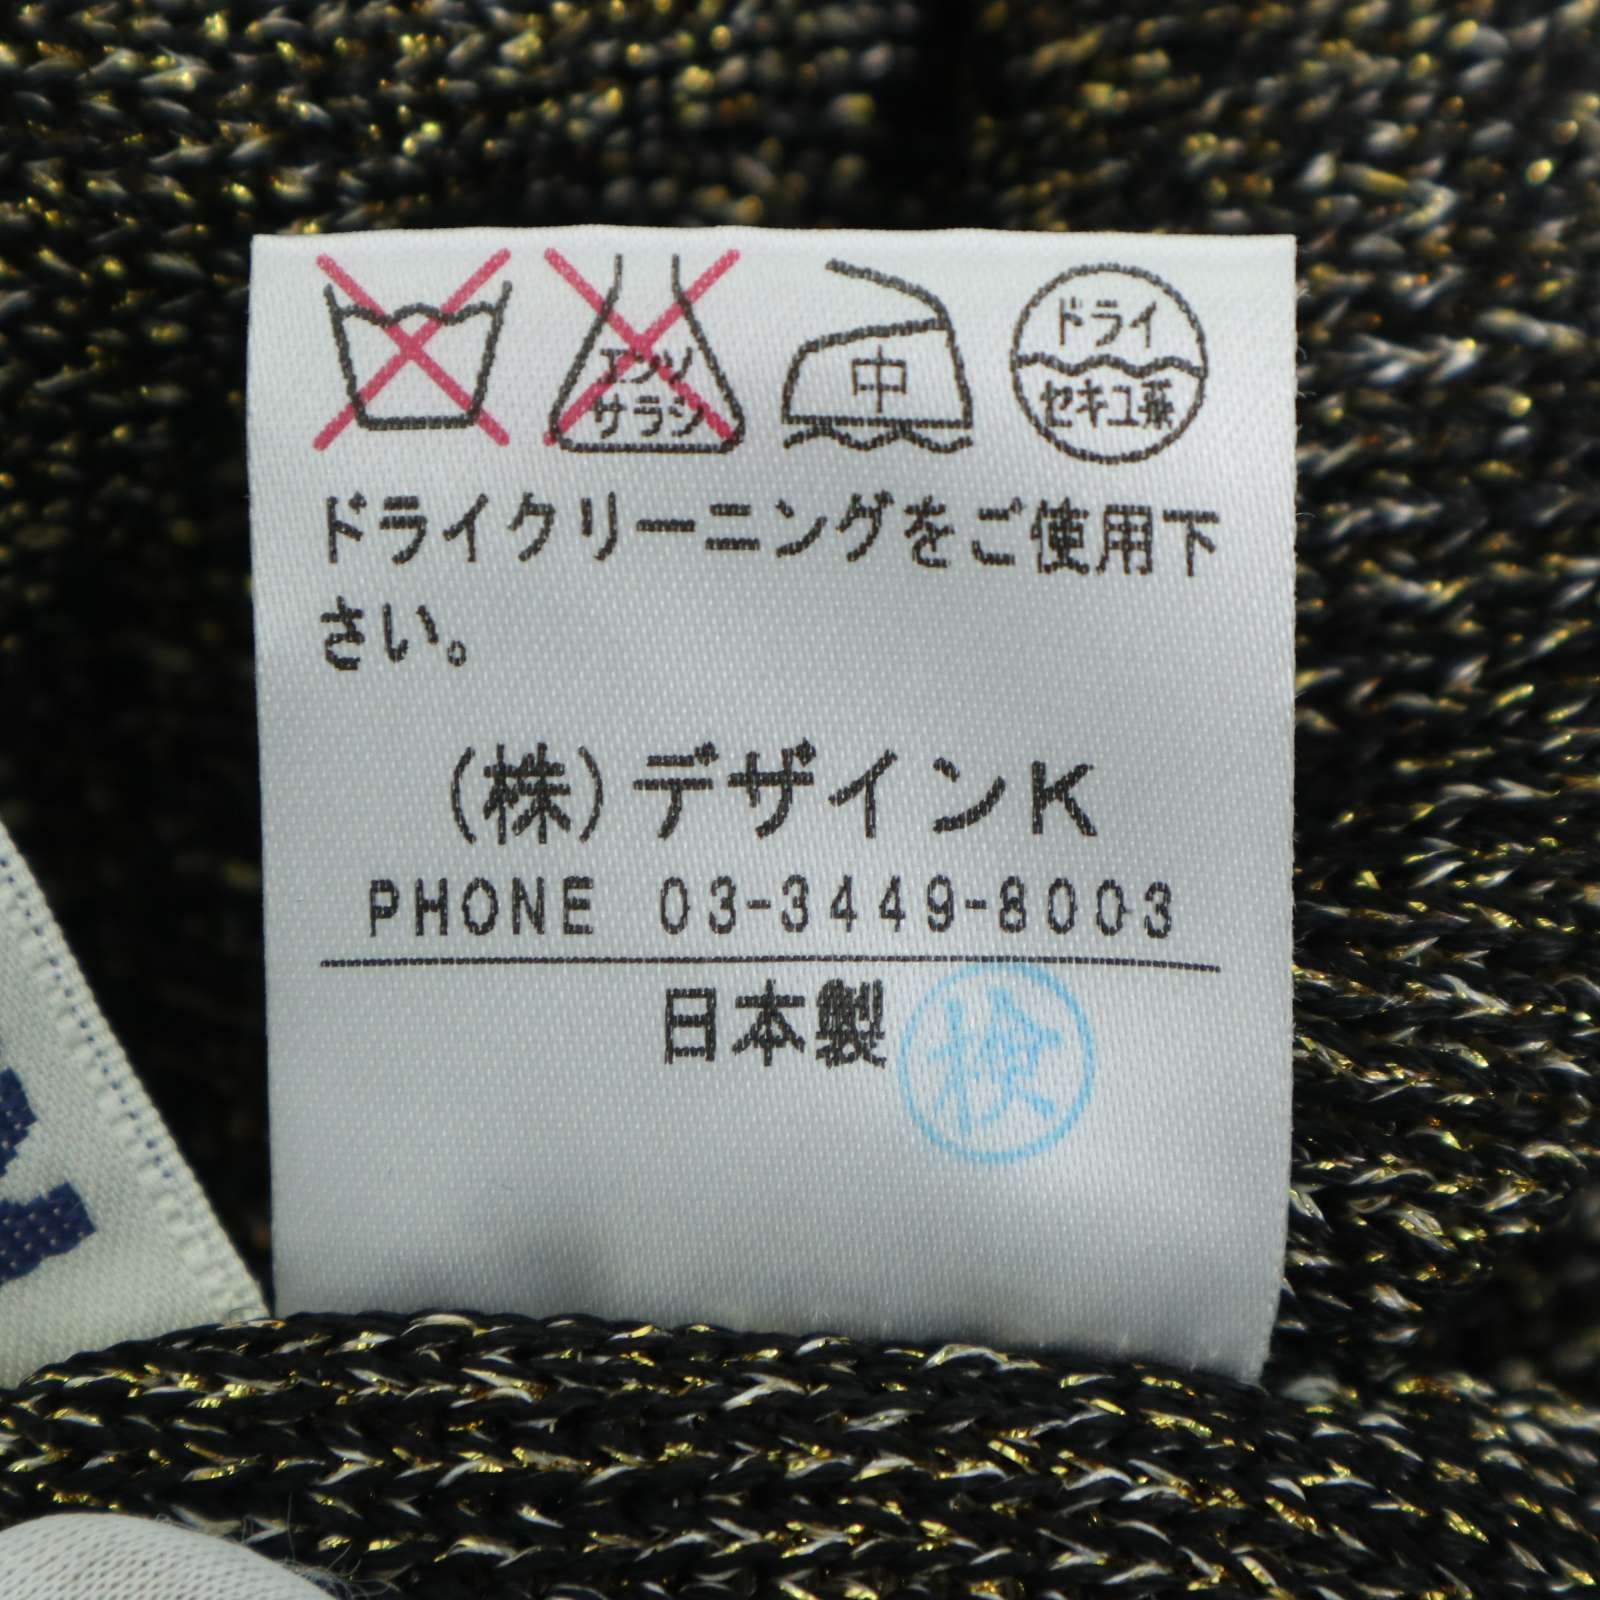 エンソ
サラシ
中
ドライ
セキユ系
ドライクリーニングをご使用下
さい。
(株)デザインK
PHONE 03-3449-8003
日本製
検